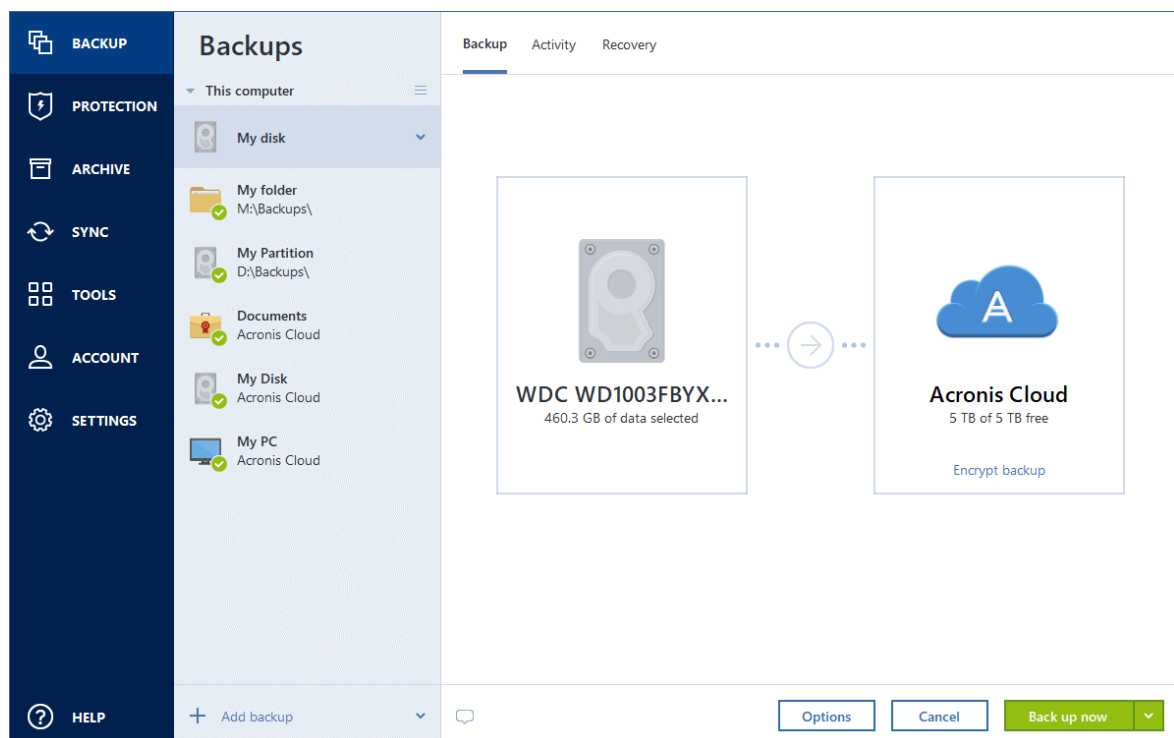 BACKUP
PROTECTION
ARCHIVE
SYNC
TOOLS
ACCOUNT
SETTINGS
HELP
Backups
This computer
My disk
My folder
M:\Backups\
My Partition
D:\Backups\
Documents
Acronis Cloud
My Disk
Acronis Cloud
My PC
Acronis Cloud
Add backup
Backup Activity Recovery
WDC WD1003FBYX...
460.3 GB of data selected
A
Acronis Cloud
5 TB of 5 TB free
Encrypt backup
Options Cancel Back up now